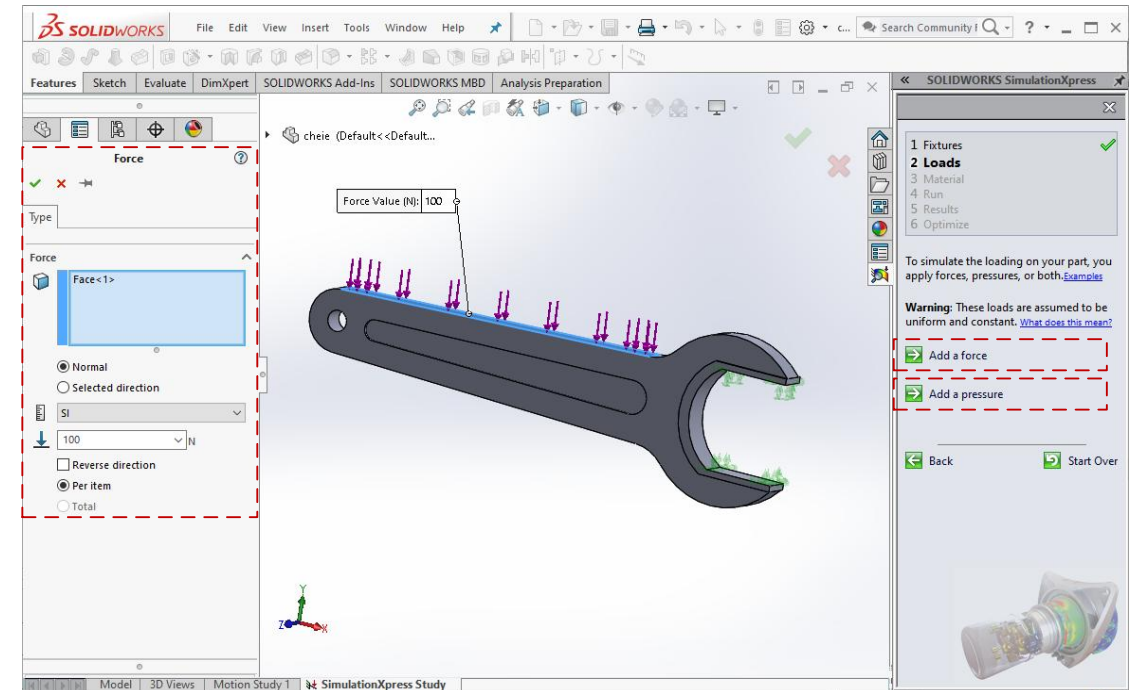 SOLIDWORKS File Edit View Insert Tools Window Help c... Search Community F ?
Features Sketch Evaluate DimXpert SOLIDWORKS Add-Ins SOLIDWORKS MBD Analysis Preparation
SOLIDWORKS SimulationXpress
cheie (Default<<Default...
Force
Type
Force
Face<1>
Normal
Selected direction
SI
100 N
Reverse direction
Per item
Total
Force Value (N): 100
Y
Z X
1 Fixtures
2 Loads
3 Material
4 Run
5 Results
6 Optimize
To simulate the loading on your part, you
apply forces, pressures, or both. Examples
Warning: These loads are assumed to be
uniform and constant. What does this mean?
Add a force
Add a pressure
Back Start Over
Model 3D Views Motion Study 1 SimulationXpress Study